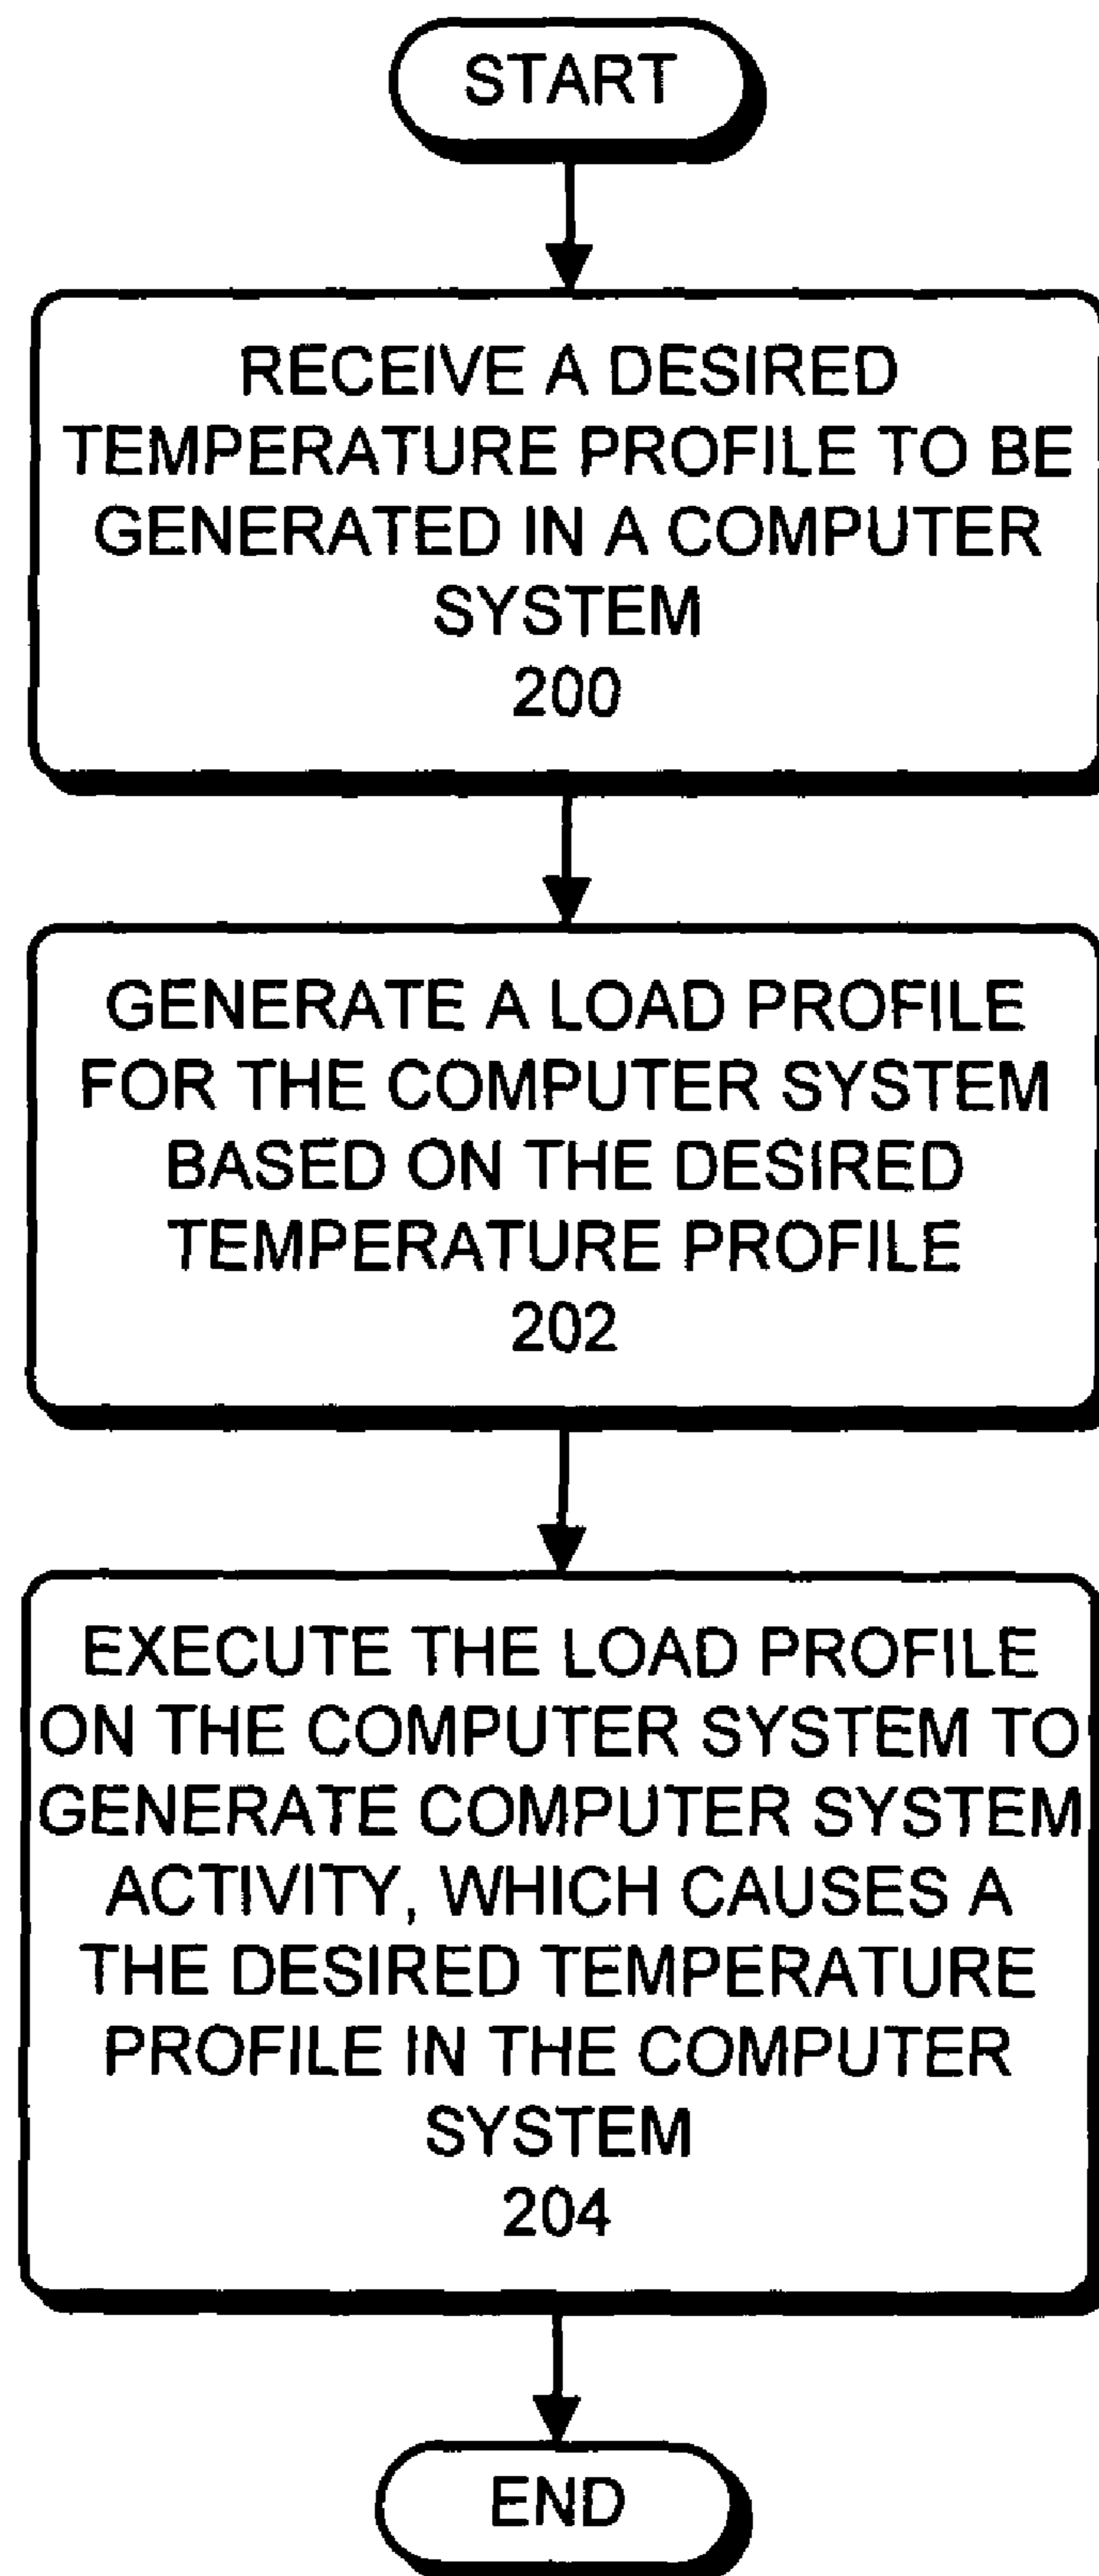 START
RECEIVE A DESIRED
TEMPERATURE PROFILE TO BE
GENERATED IN A COMPUTER
SYSTEM
200
GENERATE A LOAD PROFILE
FOR THE COMPUTER SYSTEM
BASED ON THE DESIRED
TEMPERATURE PROFILE
202
EXECUTE THE LOAD PROFILE
ON THE COMPUTER SYSTEM TO
GENERATE COMPUTER SYSTEM
ACTIVITY, WHICH CAUSES A
THE DESIRED TEMPERATURE
PROFILE IN THE COMPUTER
SYSTEM
204
END